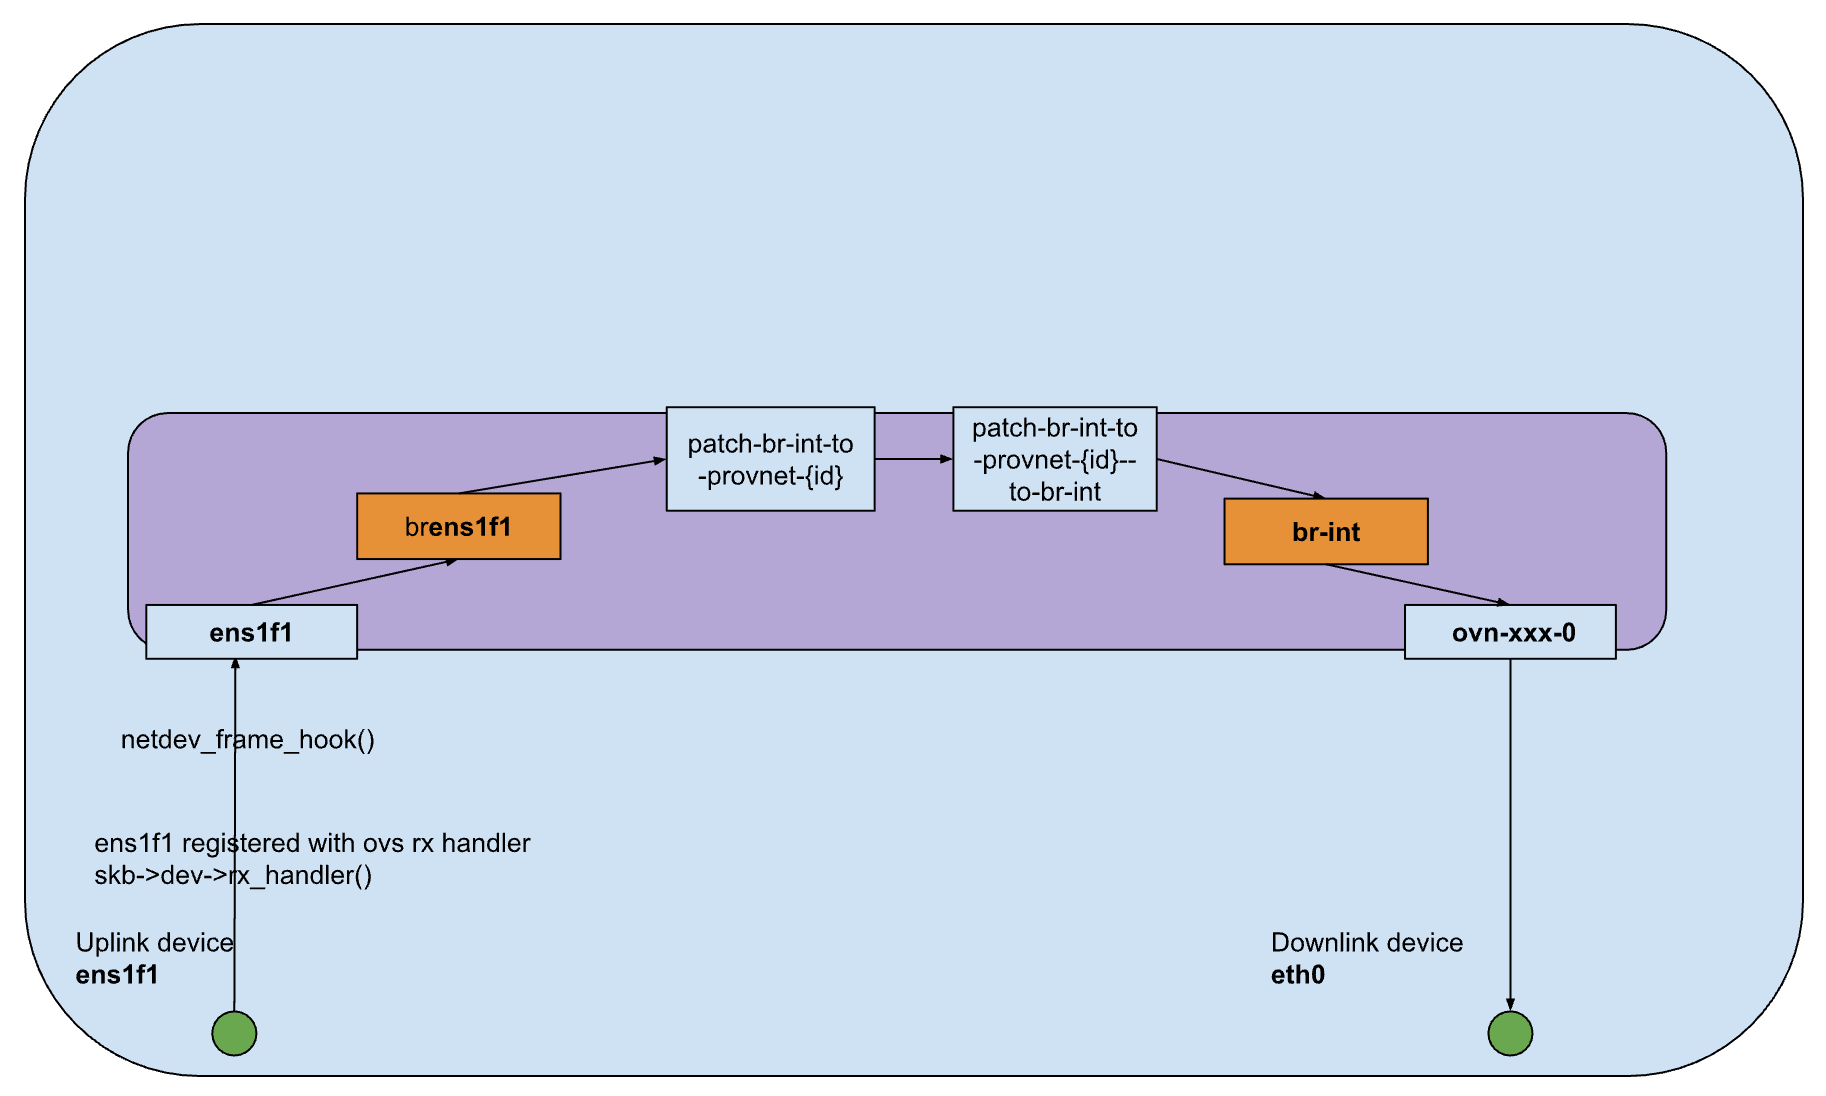 patch-br-int-to
-provnet-{id}
patch-br-int-to
-provnet-{id}--
to-br-int
brens1f1
br-int
ens1f1
ovn-xxx-0
netdev_frame_hook()
ens1f1 registered with ovs rx handler
skb->dev->rx_handler()
Uplink device
ens1f1
Downlink device
eth0